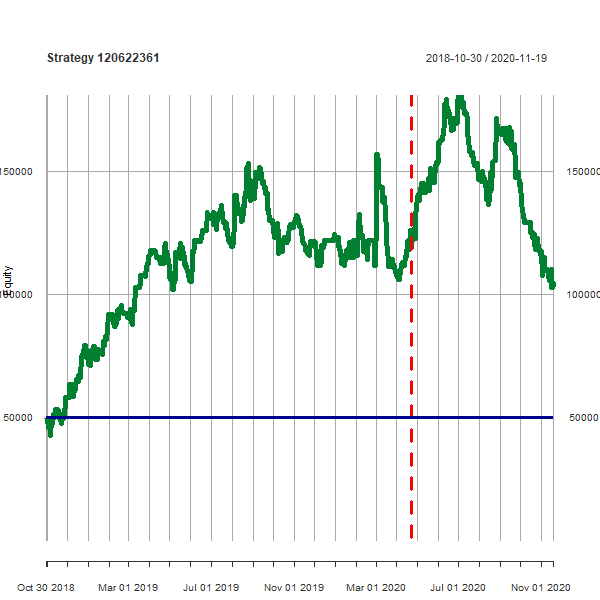 Strategy 120622361
2018-10-30 / 2020-11-19
150000
150000
Equity
100000
100000
50000
50000
Oct 30 2018
Mar 01 2019
Jul 01 2019
Nov 01 2019
Mar 01 2020
Jul 01 2020
Nov 01 2020